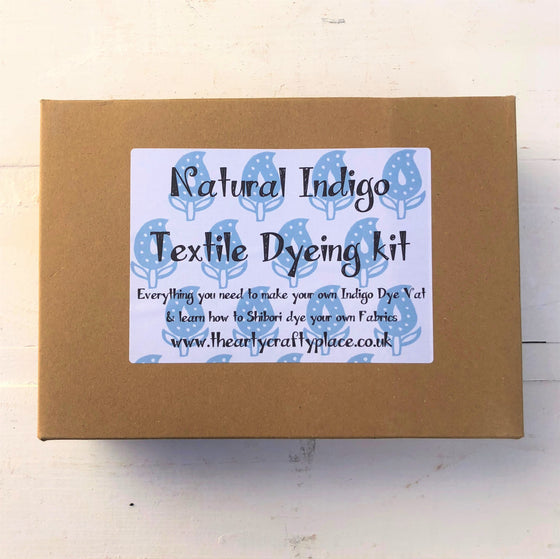 Natural Indigo
Textile Dyeing kit
Everything you need to make your own Indigo Dye Vat
& learn how to Shibori dye your own Fabrics
www.theartycraftyplace.co.uk